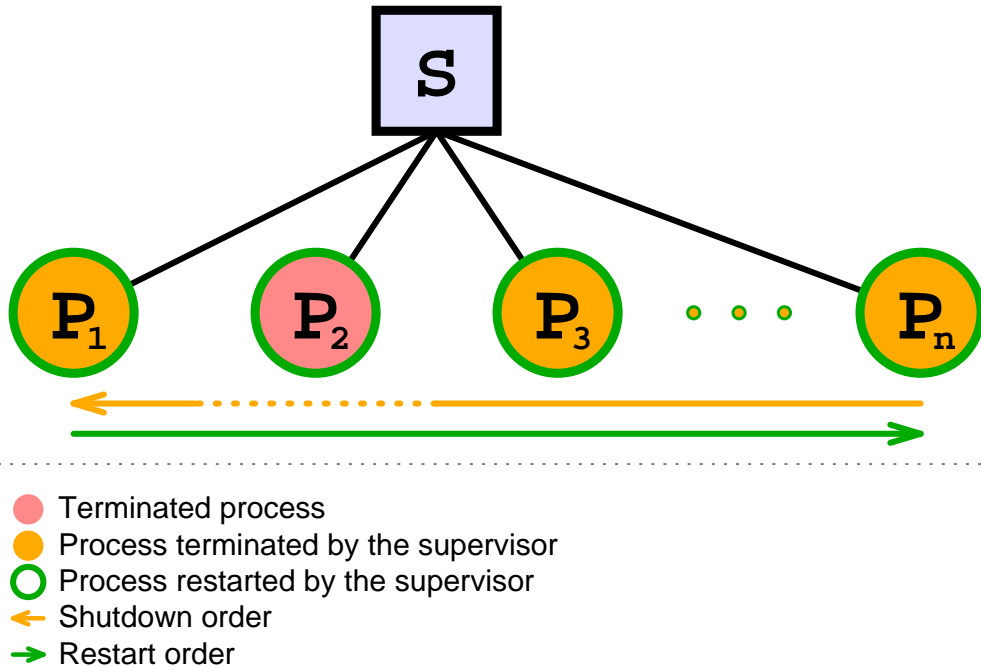 S
P1 P2 P3 Pn
Terminated process
Process terminated by the supervisor
Process restarted by the supervisor
Shutdown order
Restart order